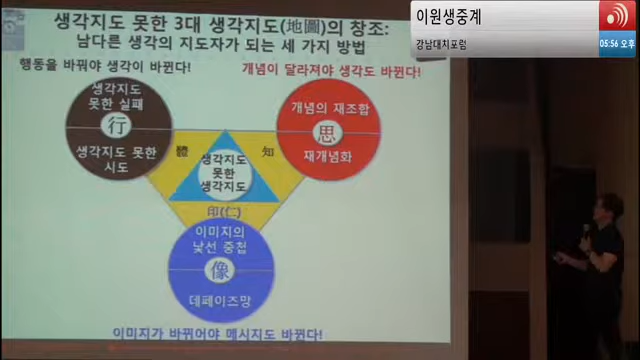 생각지도 못한 3대 생각지도(地圖)의 창조:
남다른 생각의 지도자가 되는 세 가지 방법
행동을 바꿔야 생각이 바뀐다!
개념이 달라져야 생각도 바뀐다!
생각지도
못한 실패
行
생각지도 못한
시도
개념의 재조합
思
재개념화
體
知
생각지도
못한
생각지도
印(仁)
이미지의
낯선 중첩
像
데페이즈망
이미지가 바뀌어야 메시지도 바뀐다!
이원생중계
강남대치포럼
05:56 오후